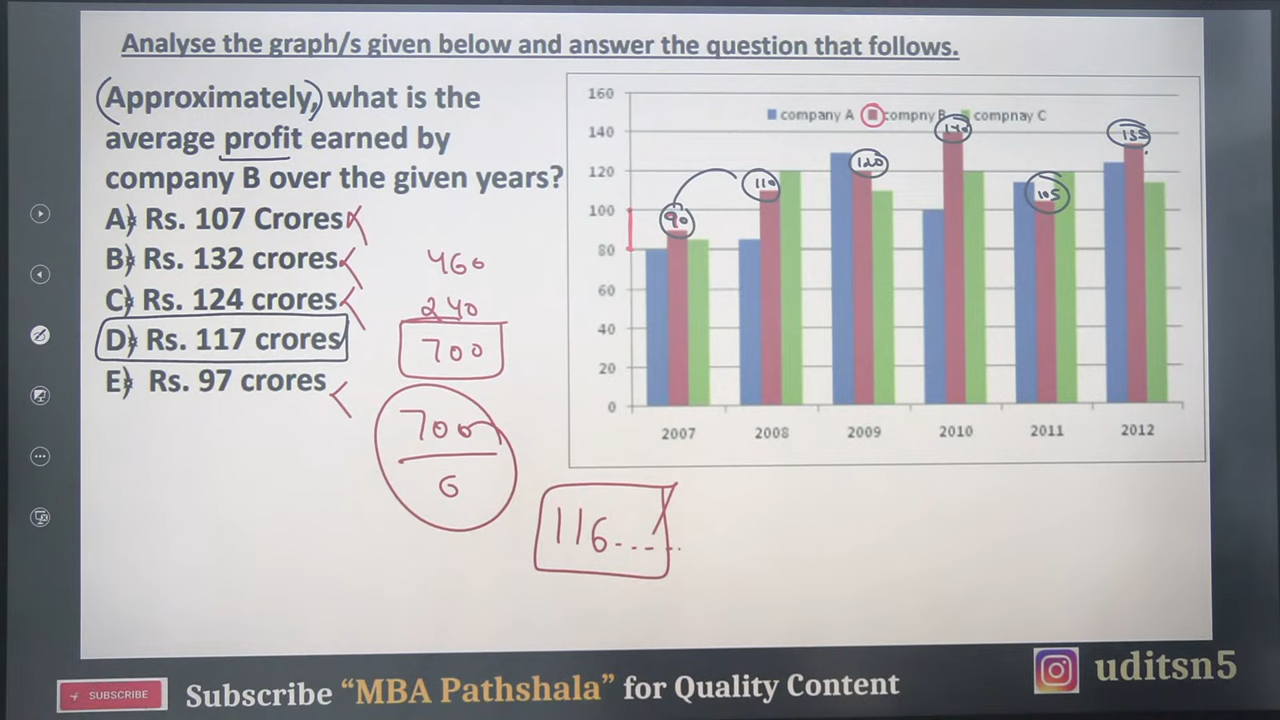 Analyse the graph/s given below and answer the question that follows.
(Approximately,) what is the
average profit earned by
company B over the given years?
A) Rs. 107 Crores
B) Rs. 132 crores
C) Rs. 124 crores
D) Rs. 117 crores
E) Rs. 97 crores
460
240
700
700
6
116.....
160
140
120
100
80
60
40
20
0
company A
compny B
compnay C
90
110
120
140
105
135
2007
2008
2009
2010
2011
2012
SUBSCRIBE
Subscribe “MBA Pathshala” for Quality Content
uditsn5